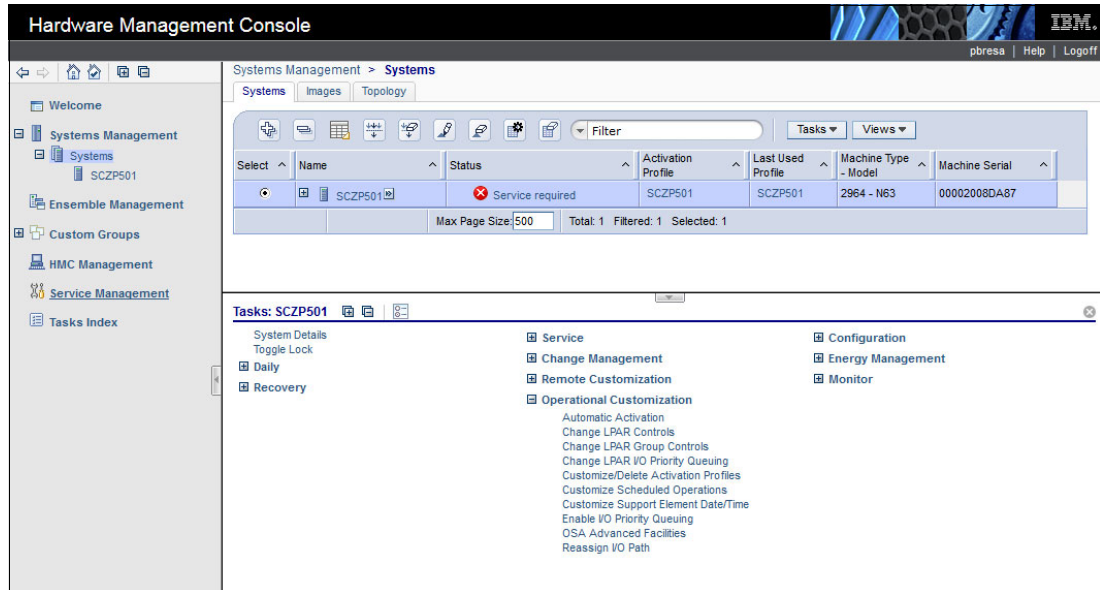 Hardware Management Console
IBM.
pbresa | Help | Logoff
Systems Management > Systems
Systems Images Topology
Welcome
Systems Management
Systems
SCZP501
Ensemble Management
Custom Groups
HMC Management
Service Management
Tasks Index
Filter
Tasks Views
Select Name Status Activation Profile Last Used Profile Machine Type - Model Machine Serial
SCZP501 Service required SCZP501 SCZP501 2964 - N63 00002008DA87
Max Page Size: 500 Total: 1 Filtered: 1 Selected: 1
Tasks: SCZP501
System Details
Toggle Lock
Daily
Recovery
Service
Change Management
Remote Customization
Operational Customization
Automatic Activation
Change LPAR Controls
Change LPAR Group Controls
Change LPAR I/O Priority Queuing
Customize/Delete Activation Profiles
Customize Scheduled Operations
Customize Support Element Date/Time
Enable I/O Priority Queuing
OSA Advanced Facilities
Reassign I/O Path
Configuration
Energy Management
Monitor